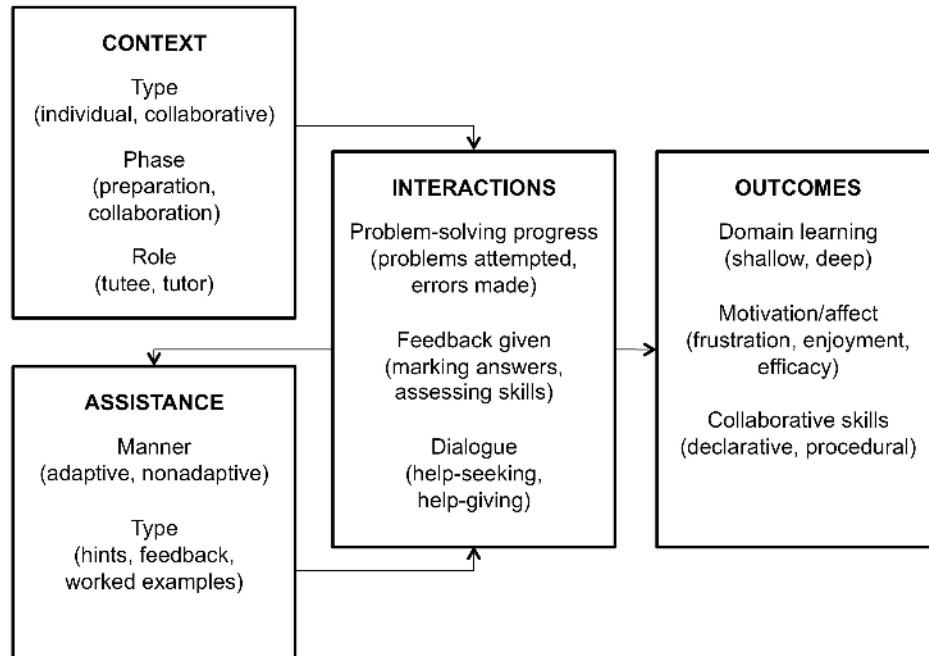 CONTEXT
Type
(individual, collaborative)
Phase
(preparation,
collaboration)
Role
(tutee, tutor)
ASSISTANCE
Manner
(adaptive, nonadaptive)
Type
(hints, feedback,
worked examples)
INTERACTIONS
Problem-solving progress
(problems attempted,
errors made)
Feedback given
(marking answers,
assessing skills)
Dialogue
(help-seeking,
help-giving)
OUTCOMES
Domain learning
(shallow, deep)
Motivation/affect
(frustration, enjoyment,
efficacy)
Collaborative skills
(declarative, procedural)